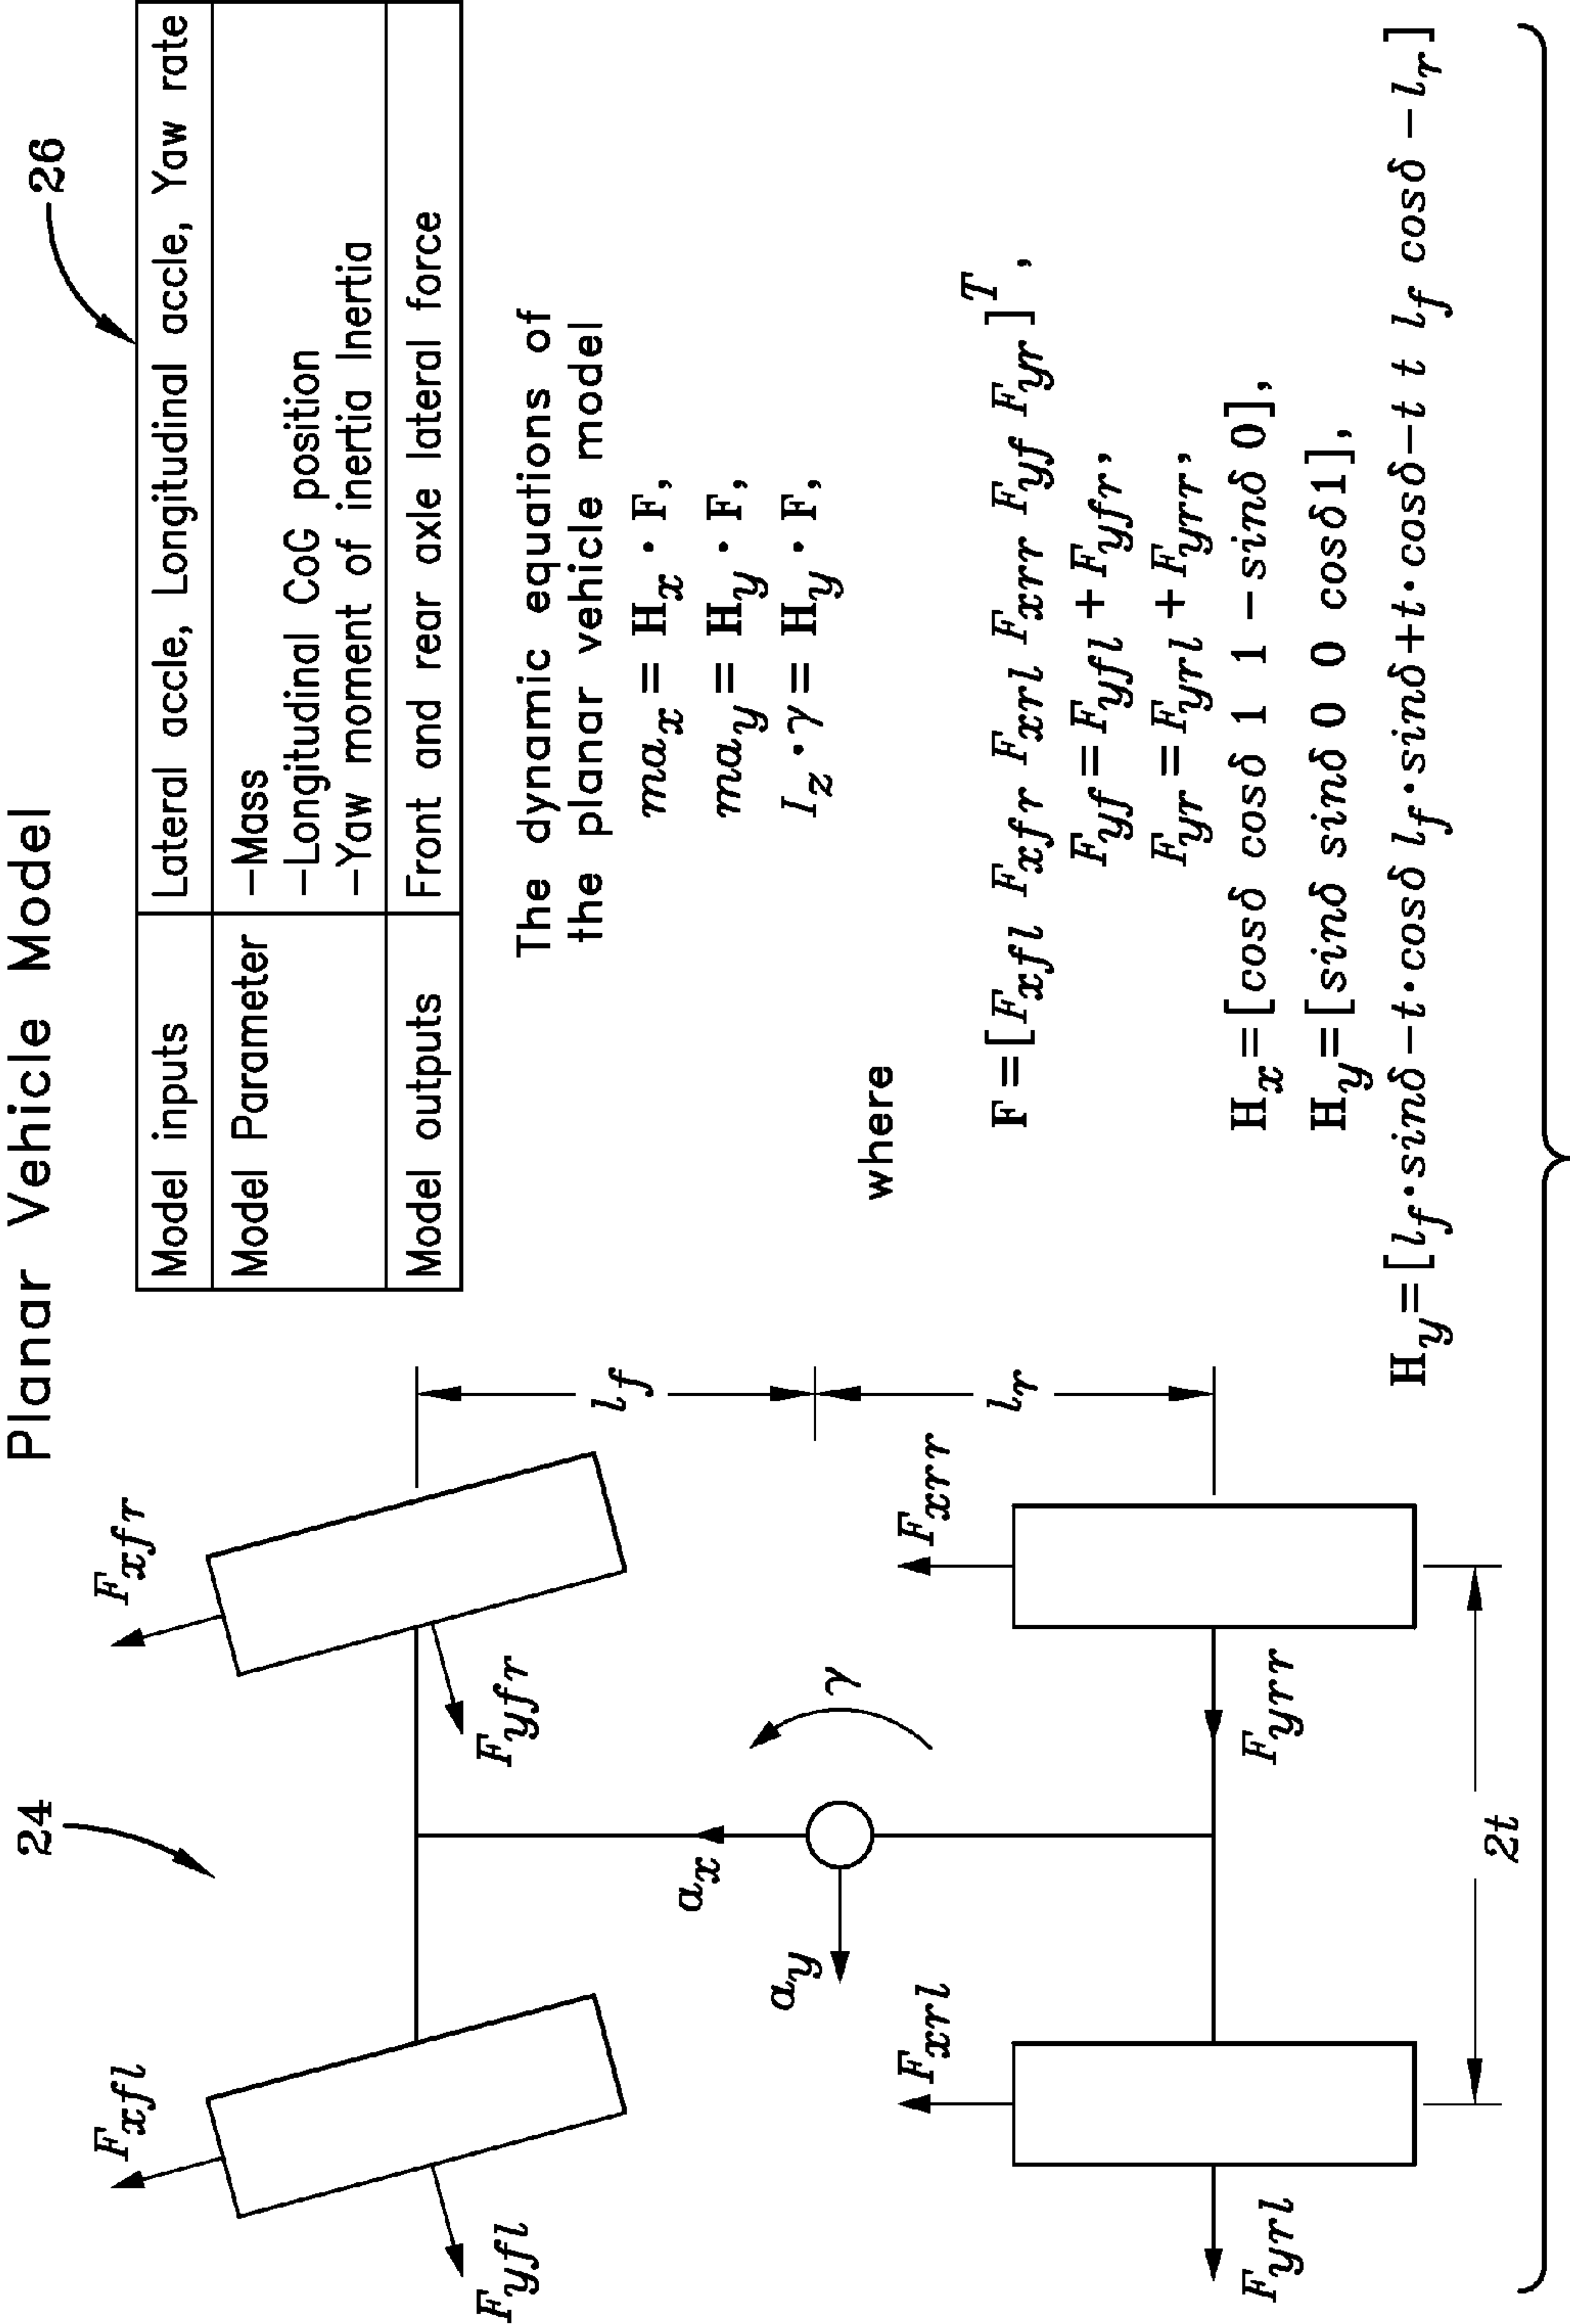 Planar Vehicle Model
24
26
F_xfl
F_xfr
F_yfl
F_yfr
a_x
a_y
γ
F_xrl
F_xrr
F_yrl
F_yrr
2t
l_f
l_r
Model inputs | Lateral accle, Longitudinal accle, Yaw rate
Model Parameter | -Mass
-Longitudinal CoG position
-Yaw moment of inertia Inertia
Model outputs | Front and rear axle lateral force
The dynamic equations of
the planar vehicle model
ma_x = H_x · F,
ma_y = H_y · F,
I_z · γ = H_y · F,
where
F=[F_xfl F_xfr F_xrl F_xrr F_yf F_yr]^T,
F_yf = F_yfl + F_yfr,
F_yr = F_yrl + F_yrr,
H_x=[cosδ cosδ 1 1 -sinδ 0],
H_y=[sinδ sinδ 0 0 cosδ1],
H_y=[l_f·sinδ-t·cosδ l_f·sinδ+t·cosδ-t t l_f cosδ -l_r]